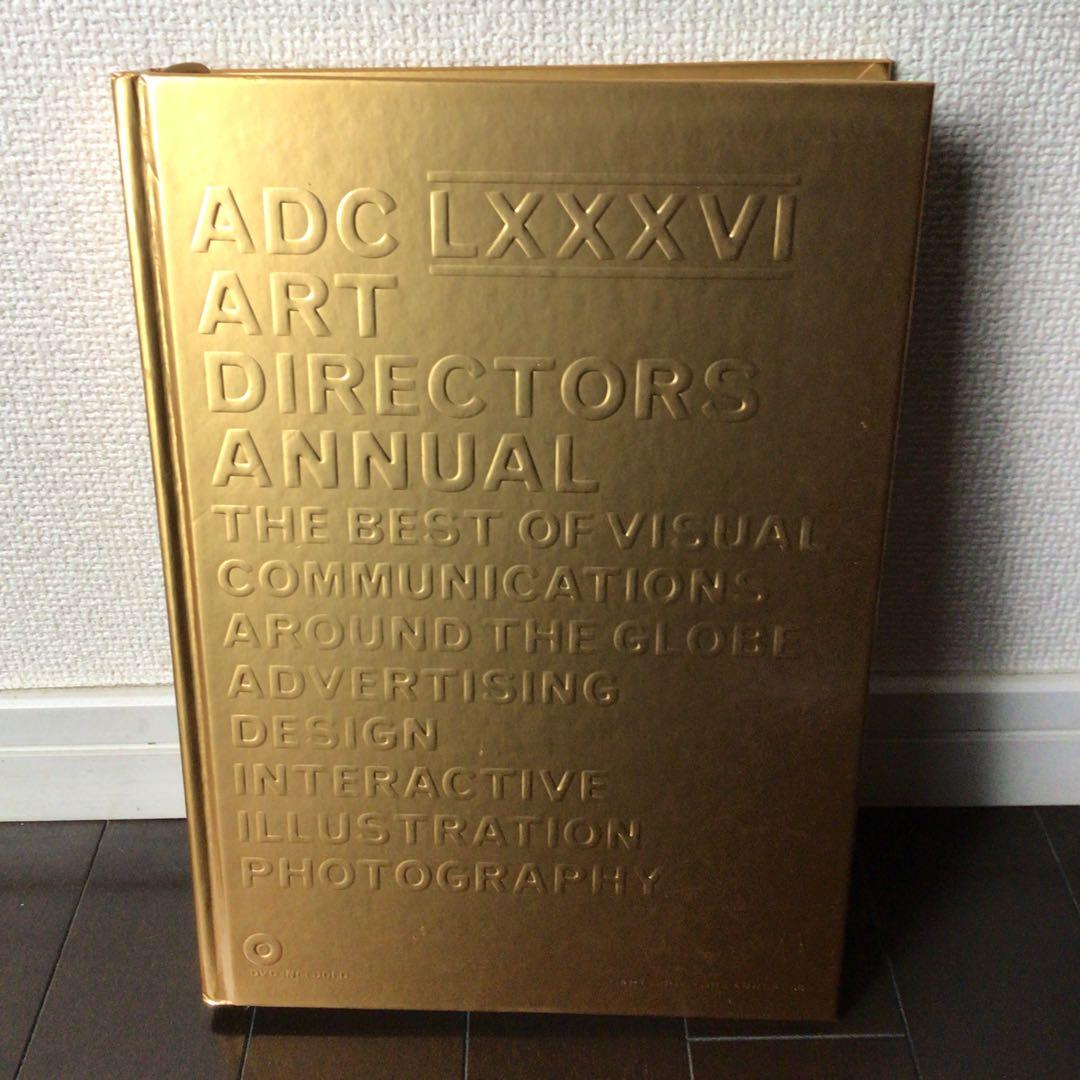 ADC LXXXVI
ART
DIRECTORS
ANNUAL
THE BEST OF VISUAL
COMMUNICATIONS
AROUND THE GLOBE
ADVERTISING
DESIGN
INTERACTIVE
ILLUSTRATION
PHOTOGRAPHY